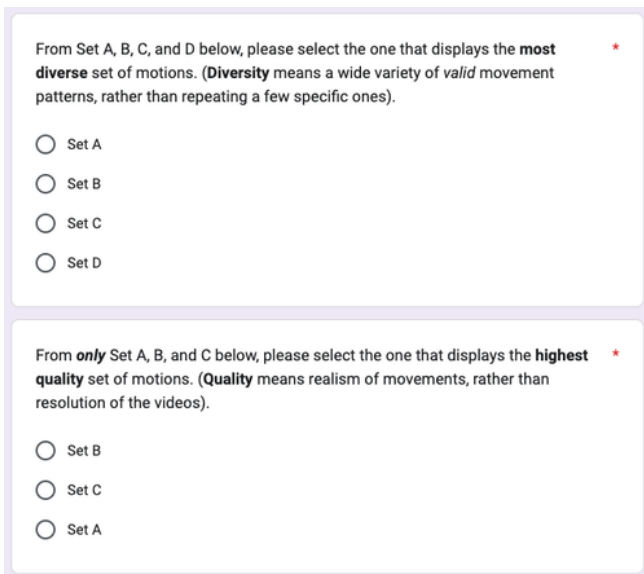 From Set A, B, C, and D below, please select the one that displays the most *
diverse set of motions. (Diversity means a wide variety of valid movement
patterns, rather than repeating a few specific ones).
Set A
Set B
Set C
Set D
From only Set A, B, and C below, please select the one that displays the highest *
quality set of motions. (Quality means realism of movements, rather than
resolution of the videos).
Set B
Set C
Set A